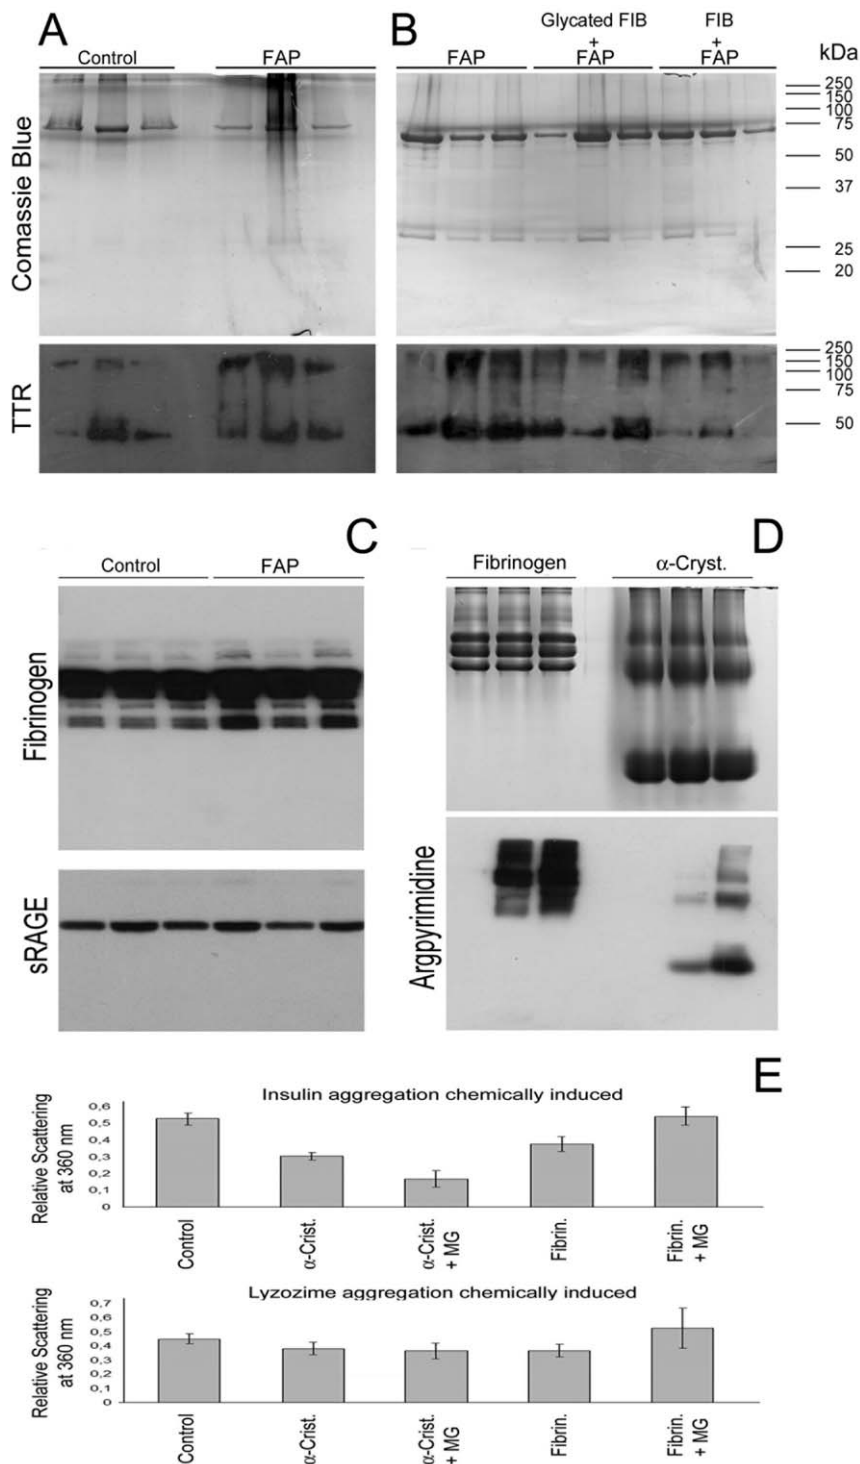 A
B
Control
FAP
FAP
Glycated FIB
+
FAP
FIB
+
FAP
kDa
Comassie Blue
250
150
100
75
50
37
25
20
TTR
250
150
100
75
50
C
D
Control
FAP
Fibrinogen
α-Cryst.
Fibrinogen
sRAGE
Argpyrimidine
E
Insulin aggregation chemically induced
Relative Scattering
at 360 nm
0,6
0,5
0,4
0,3
0,2
0,1
0
Control
α-Crist.
α-Crist.
+ MG
Fibrin.
Fibrin.
+ MG
Lyzozime aggregation chemically induced
Relative Scattering
at 360 nm
0,7
0,6
0,5
0,4
0,3
0,2
0,1
0
Control
α-Crist.
α-Crist.
+ MG
Fibrin.
Fibrin.
+ MG